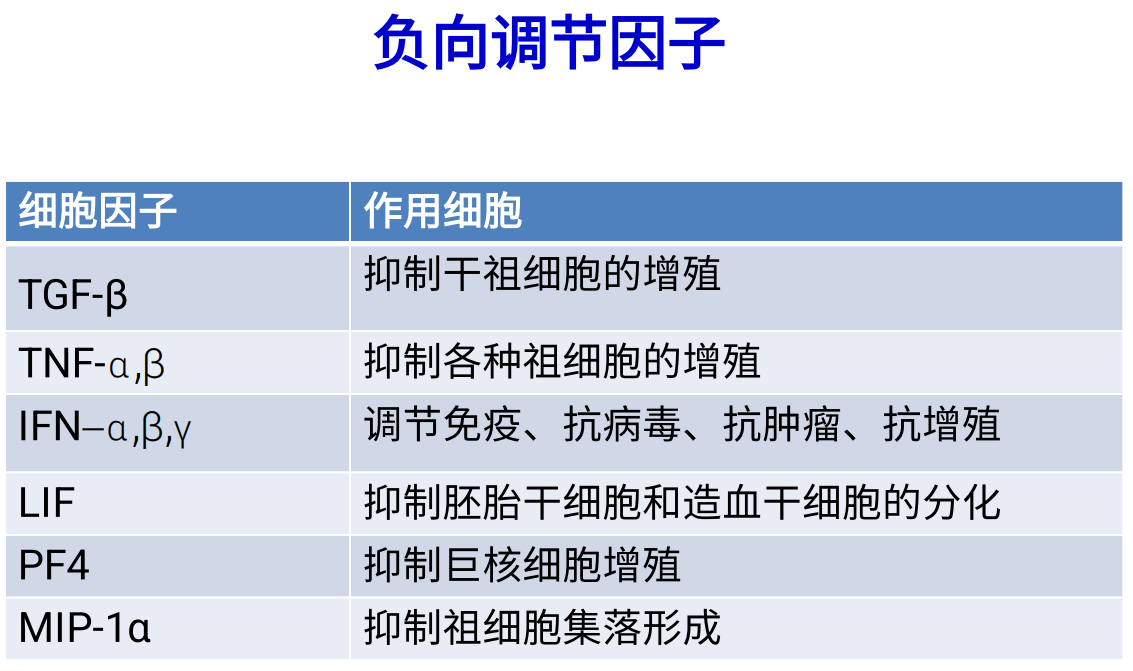 负向调节因子
细胞因子 作用细胞
TGF-β 抑制干祖细胞的增殖
TNF-α,β 抑制各种祖细胞的增殖
IFN–α,β,γ 调节免疫、抗病毒、抗肿瘤、抗增殖
LIF 抑制胚胎干细胞和造血干细胞的分化
PF4 抑制巨核细胞增殖
MIP-1α 抑制祖细胞集落形成